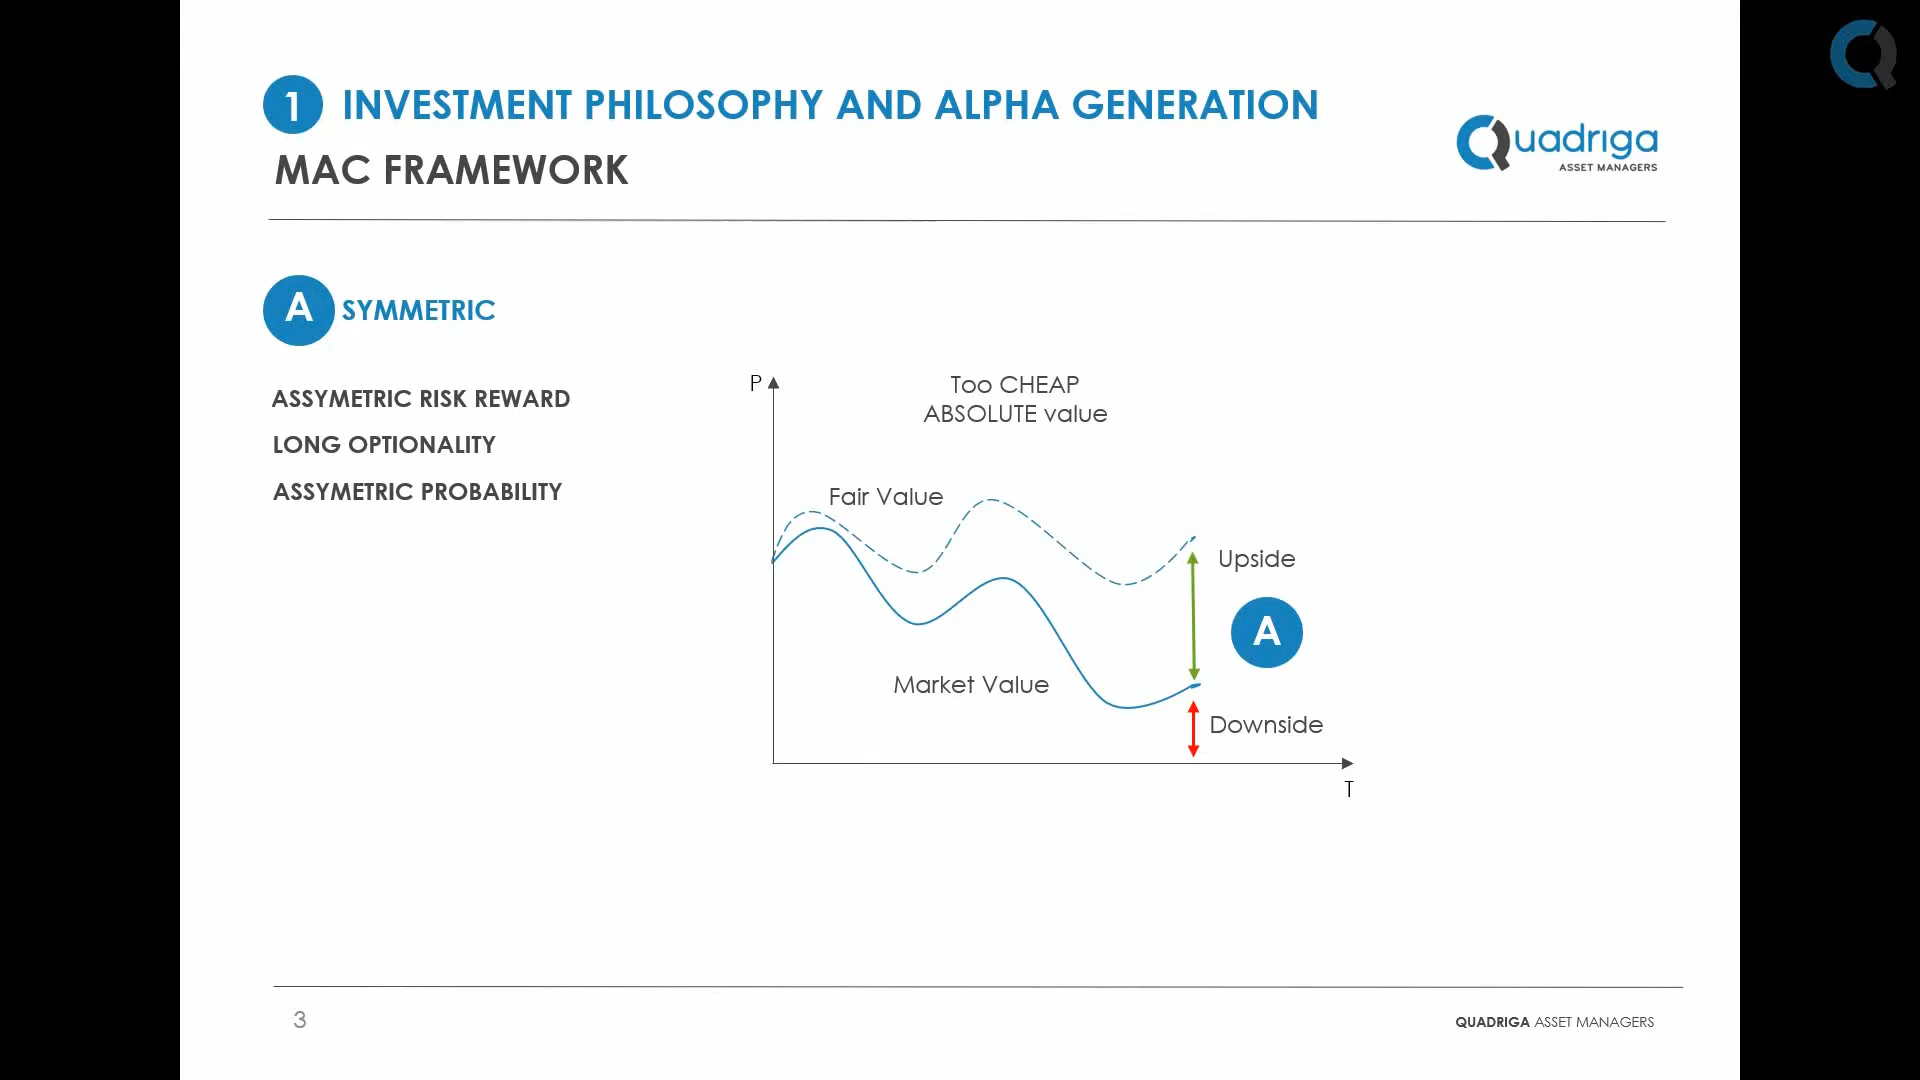 1 INVESTMENT PHILOSOPHY AND ALPHA GENERATION
MAC FRAMEWORK
Quadriga
ASSET MANAGERS
A SYMMETRIC
ASSYMETRIC RISK REWARD
LONG OPTIONALITY
ASSYMETRIC PROBABILITY
P
Too CHEAP
ABSOLUTE value
Fair Value
Upside
A
Market Value
Downside
T
3
QUADRIGA ASSET MANAGERS